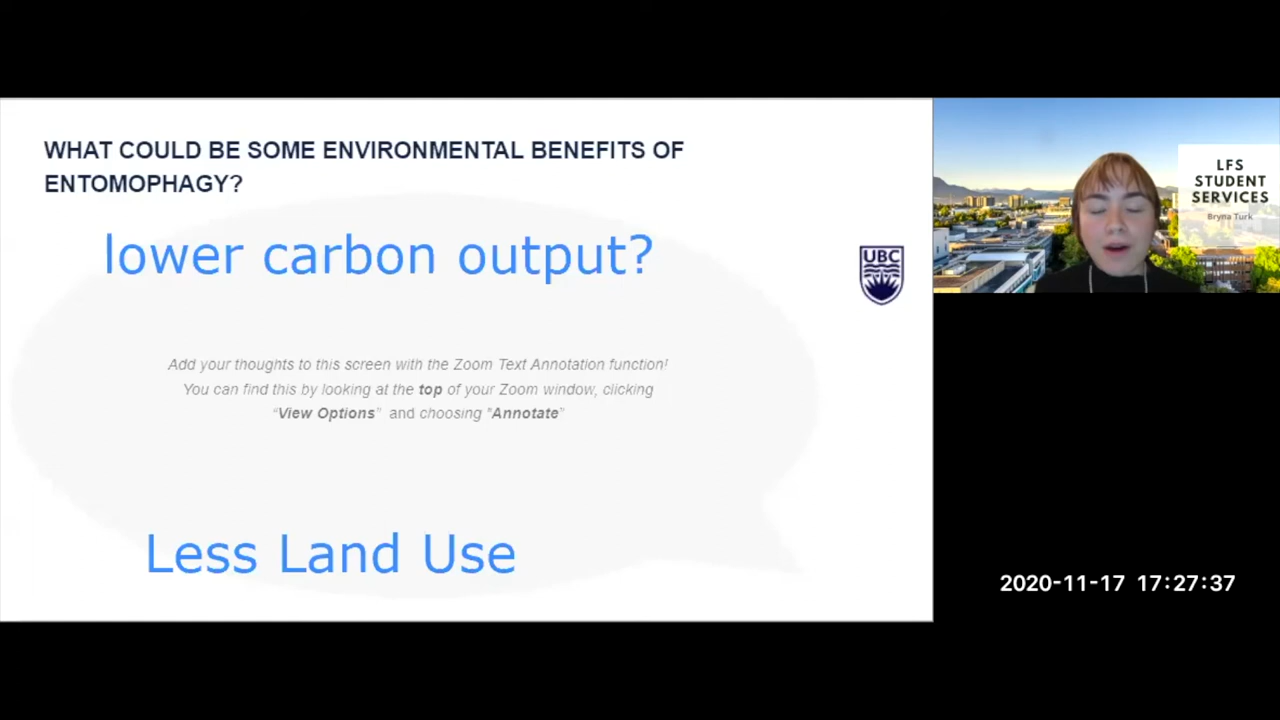 WHAT COULD BE SOME ENVIRONMENTAL BENEFITS OF
ENTOMOPHAGY?
lower carbon output?
UBC
Add your thoughts to this screen with the Zoom Text Annotation function!
You can find this by looking at the top of your Zoom window, clicking
"View Options" and choosing "Annotate"
Less Land Use
LFS
STUDENT
SERVICES
Bryna Turk
2020-11-17 17:27:37